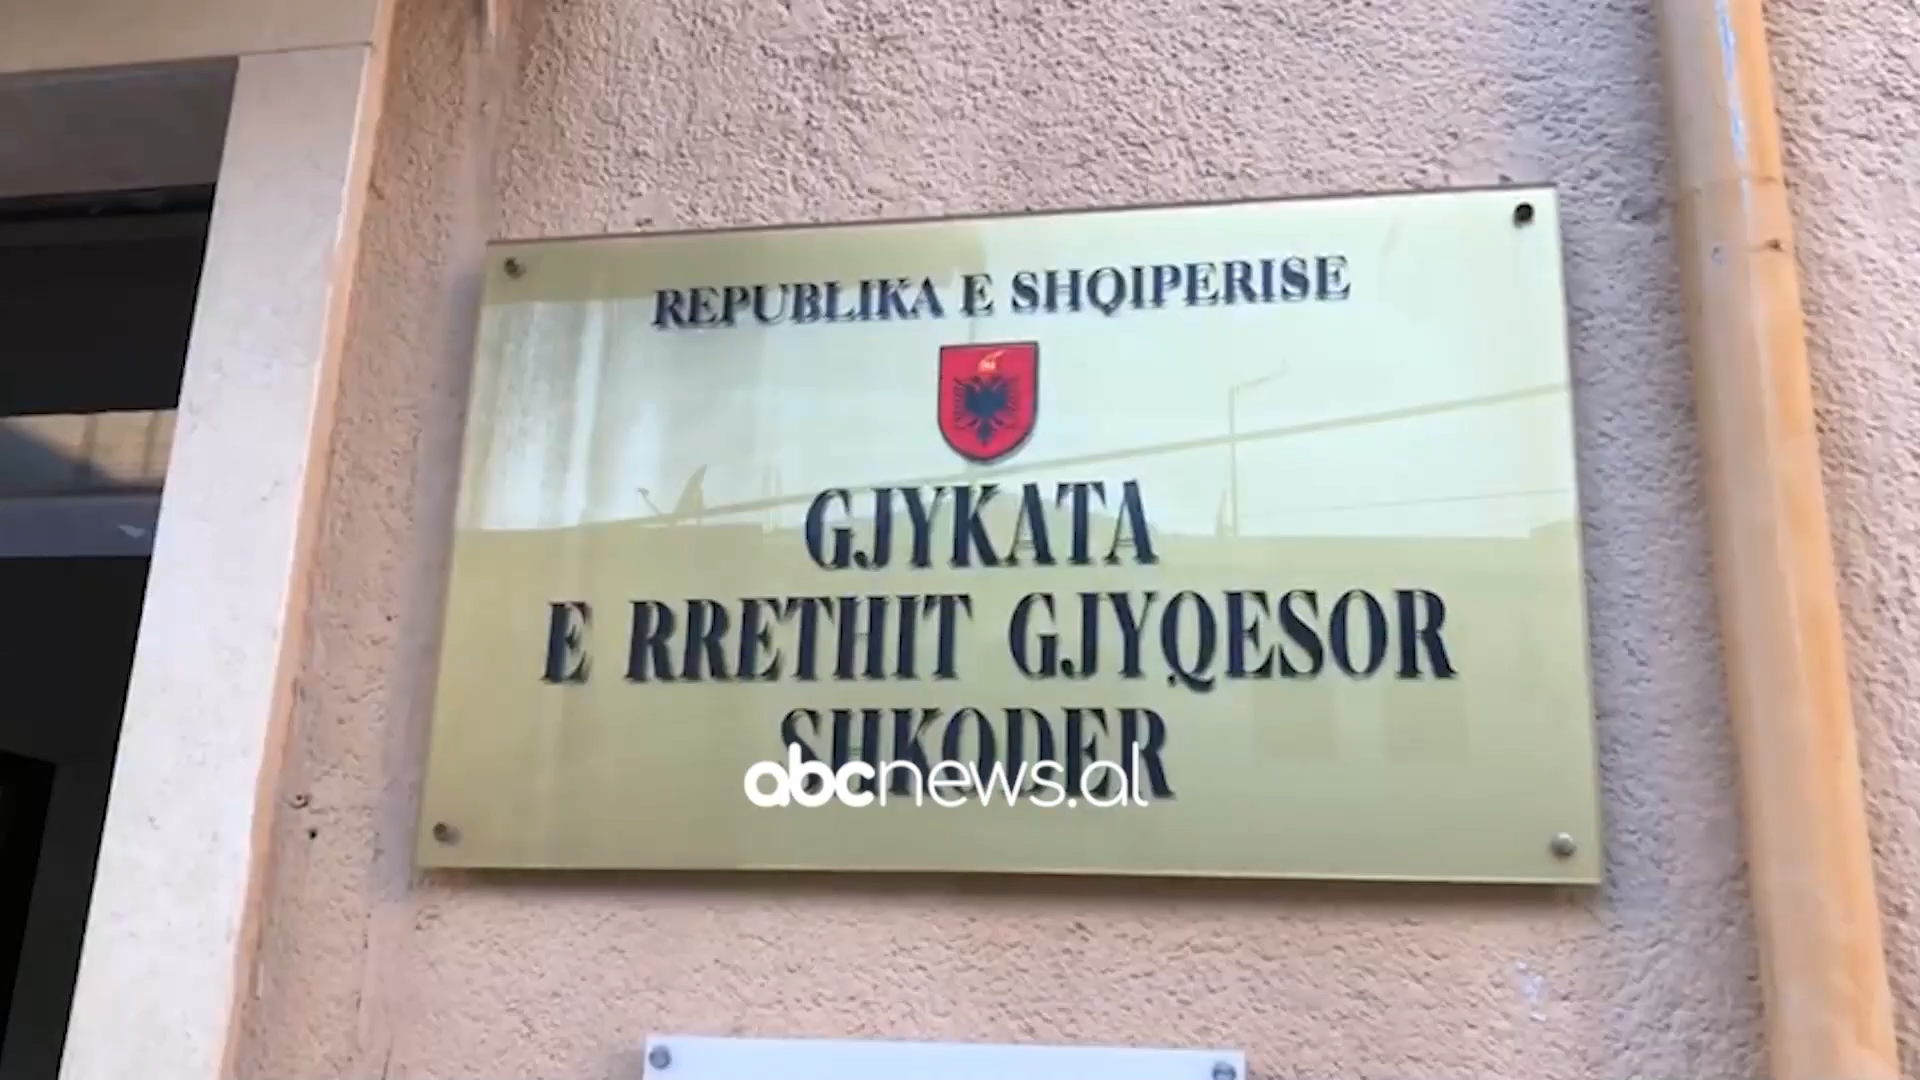 REPUBLIKA E SHQIPERISE
GJYKATA
E RRETHIT GJYQESOR
SHKODER
abcnews.al